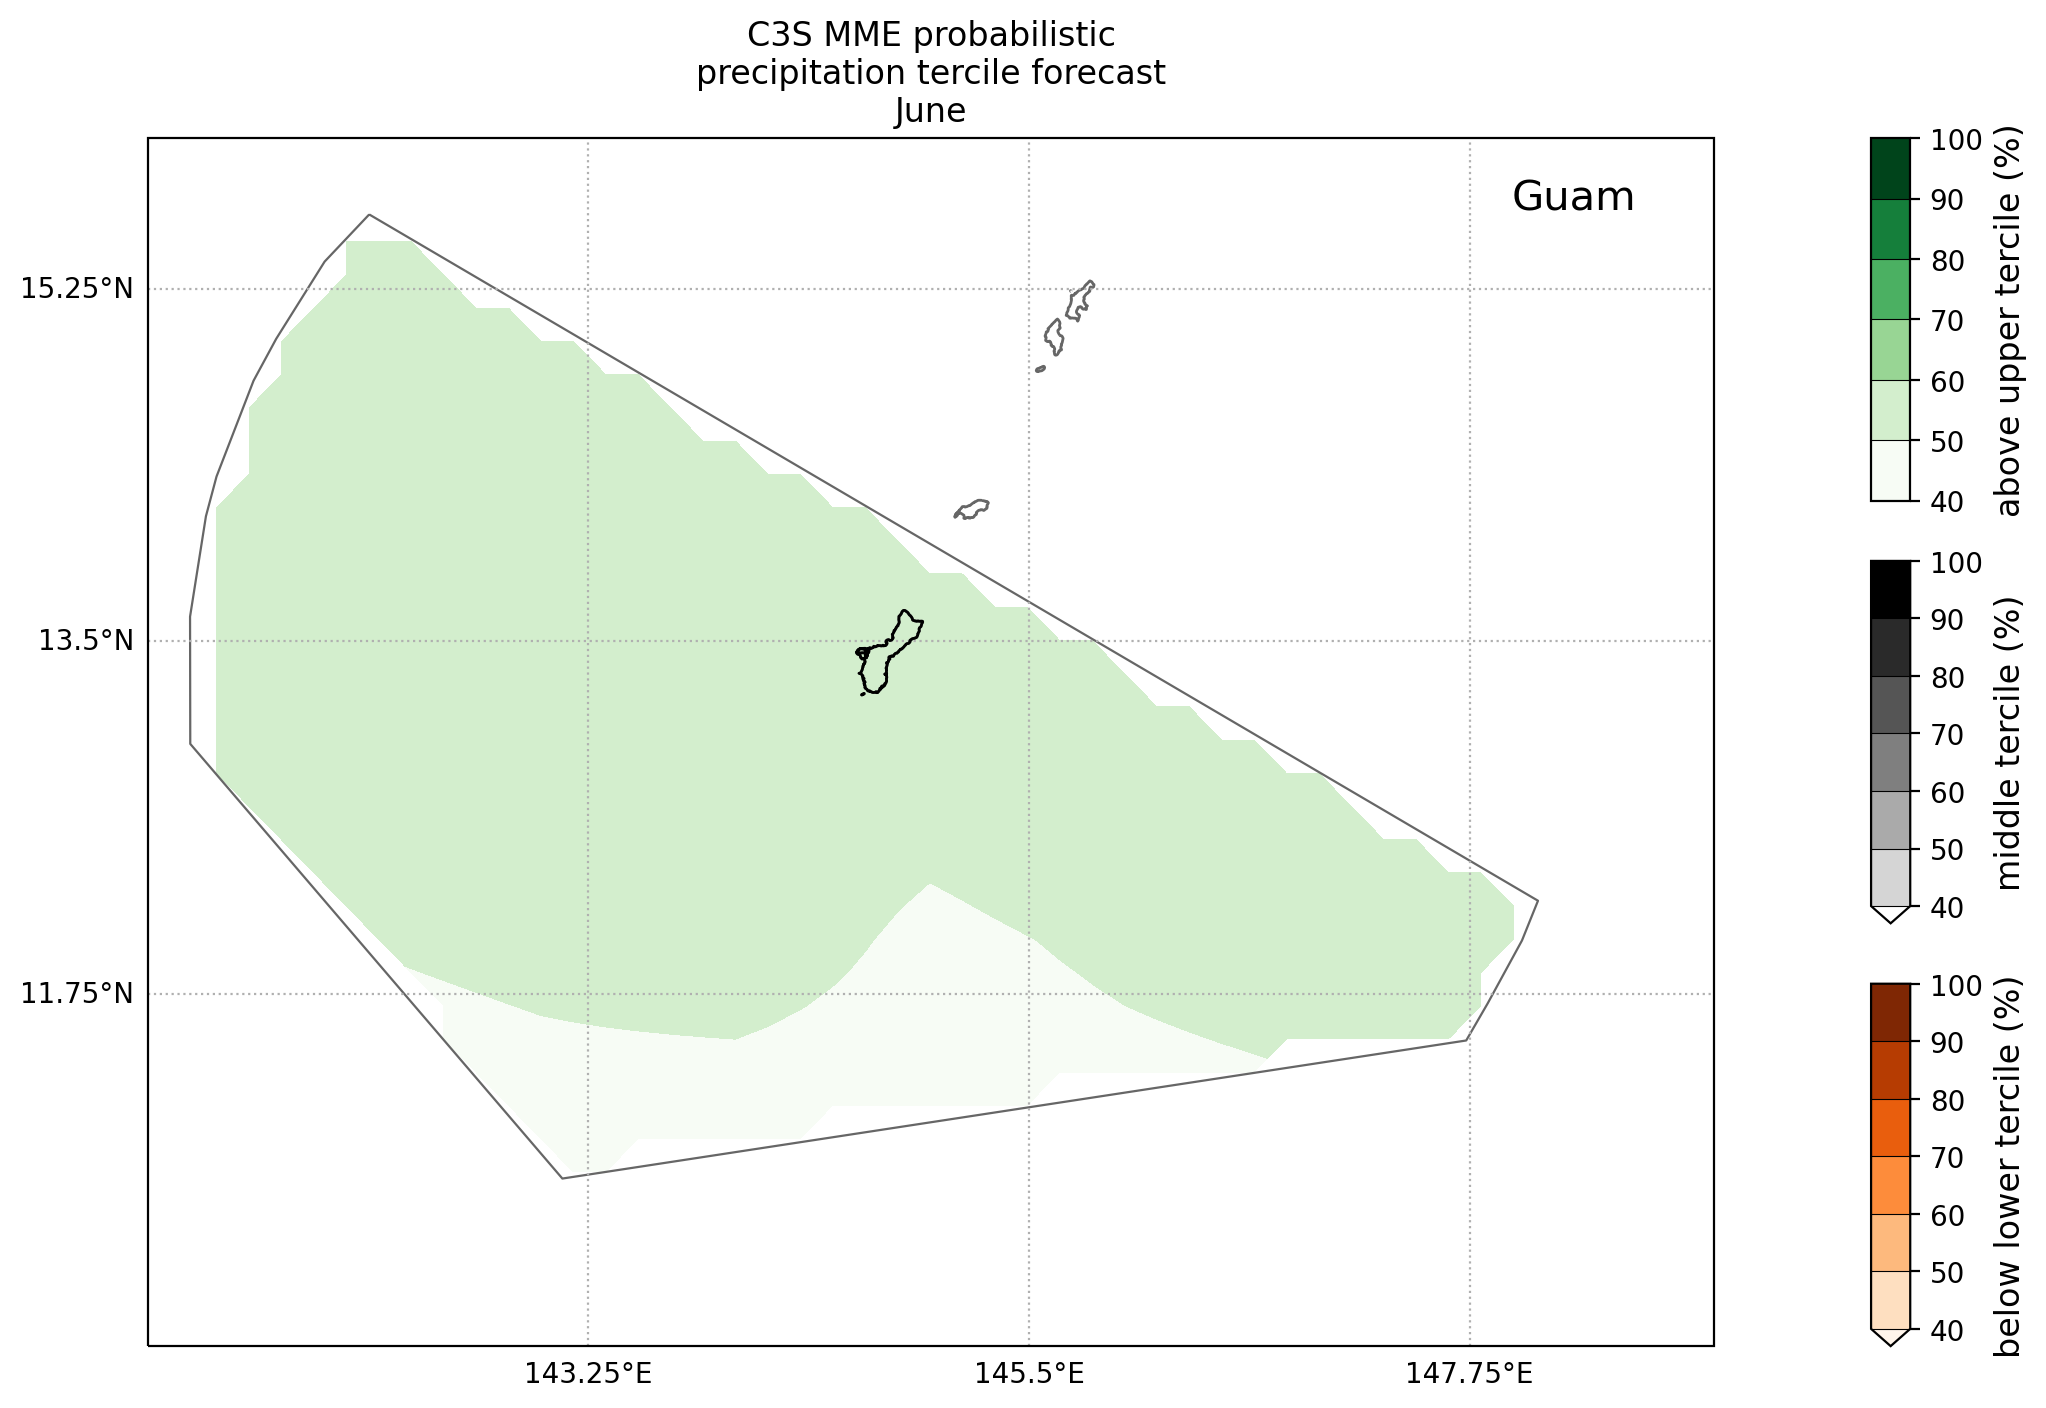 C3S MME probabilistic
precipitation tercile forecast
June
Guam
15.25°N
13.5°N
11.75°N
143.25°E
145.5°E
147.75°E
100
90
80
70
60
50
40
above upper tercile (%)
100
90
80
70
60
50
40
middle tercile (%)
100
90
80
70
60
50
40
below lower tercile (%)